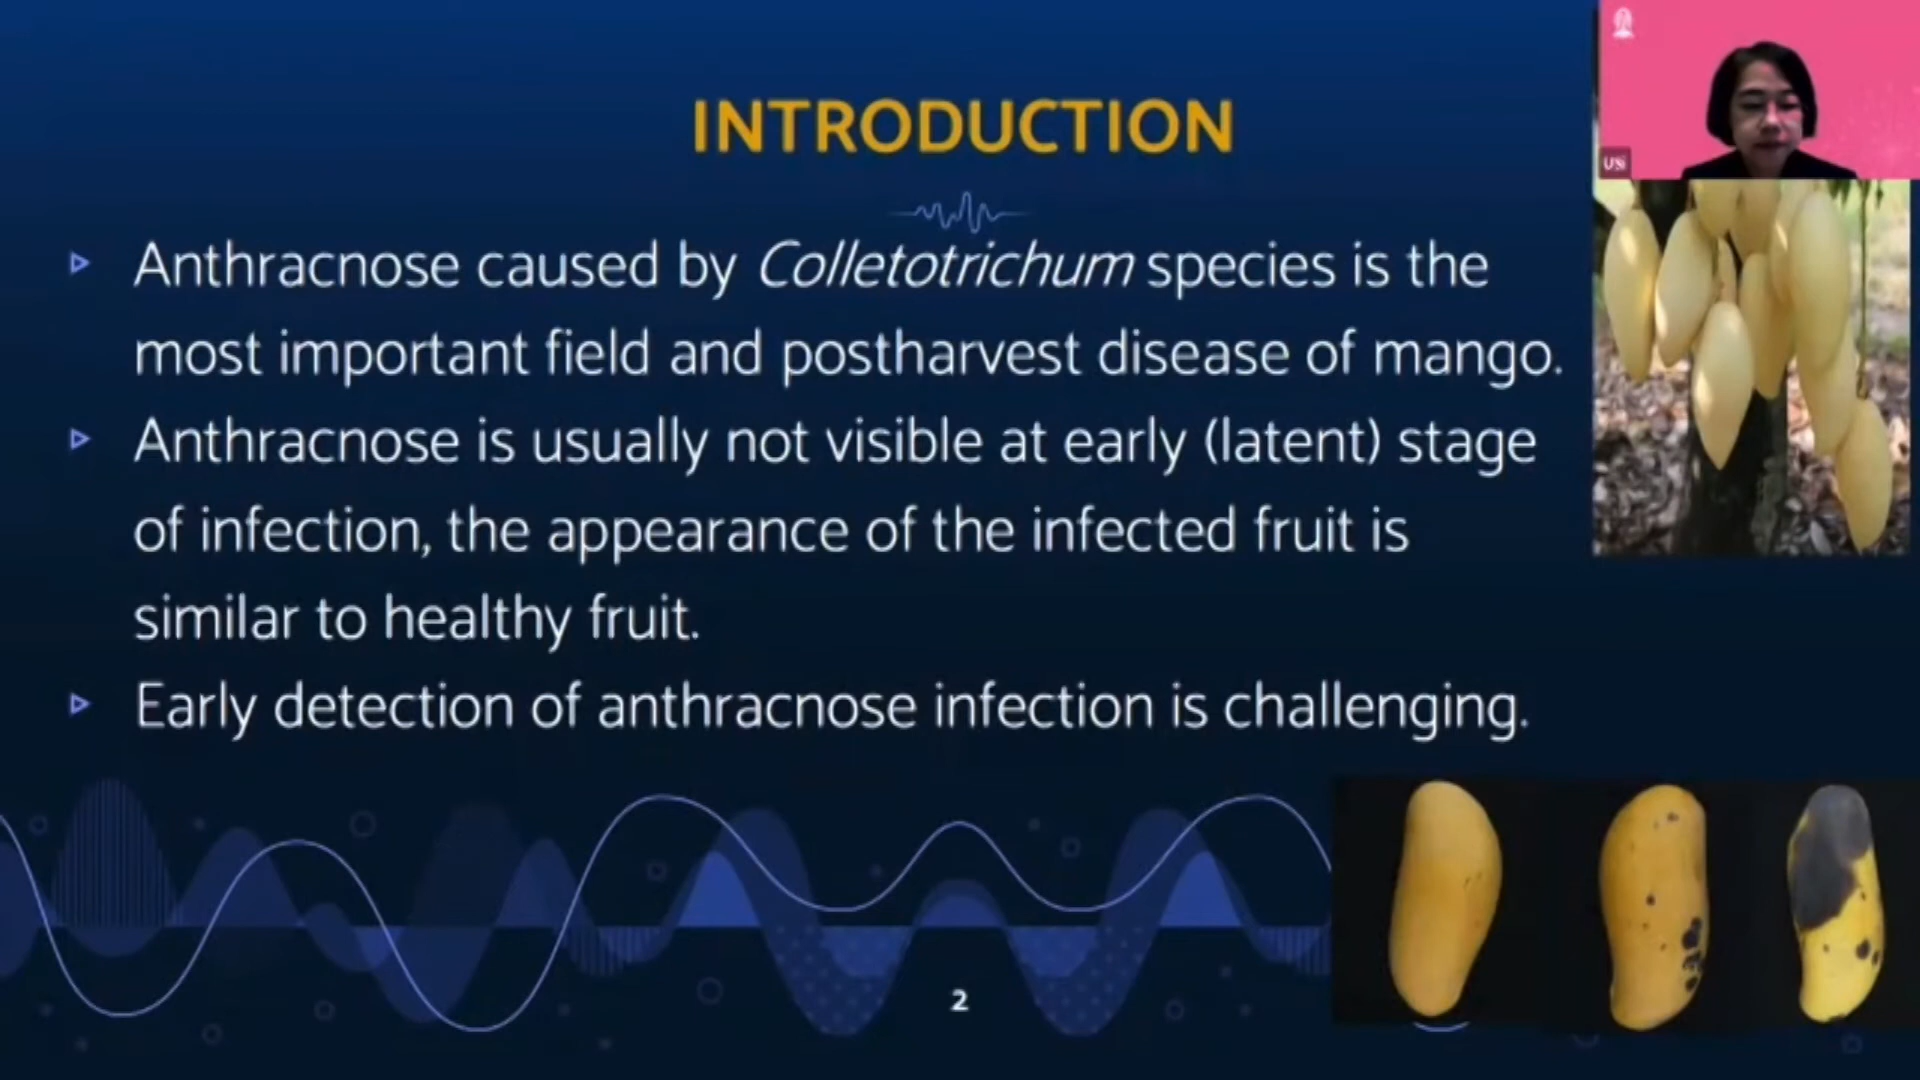 INTRODUCTION
Anthracnose caused by Colletotrichum species is the
most important field and postharvest disease of mango.
Anthracnose is usually not visible at early (latent) stage
of infection, the appearance of the infected fruit is
similar to healthy fruit.
Early detection of anthracnose infection is challenging.
2